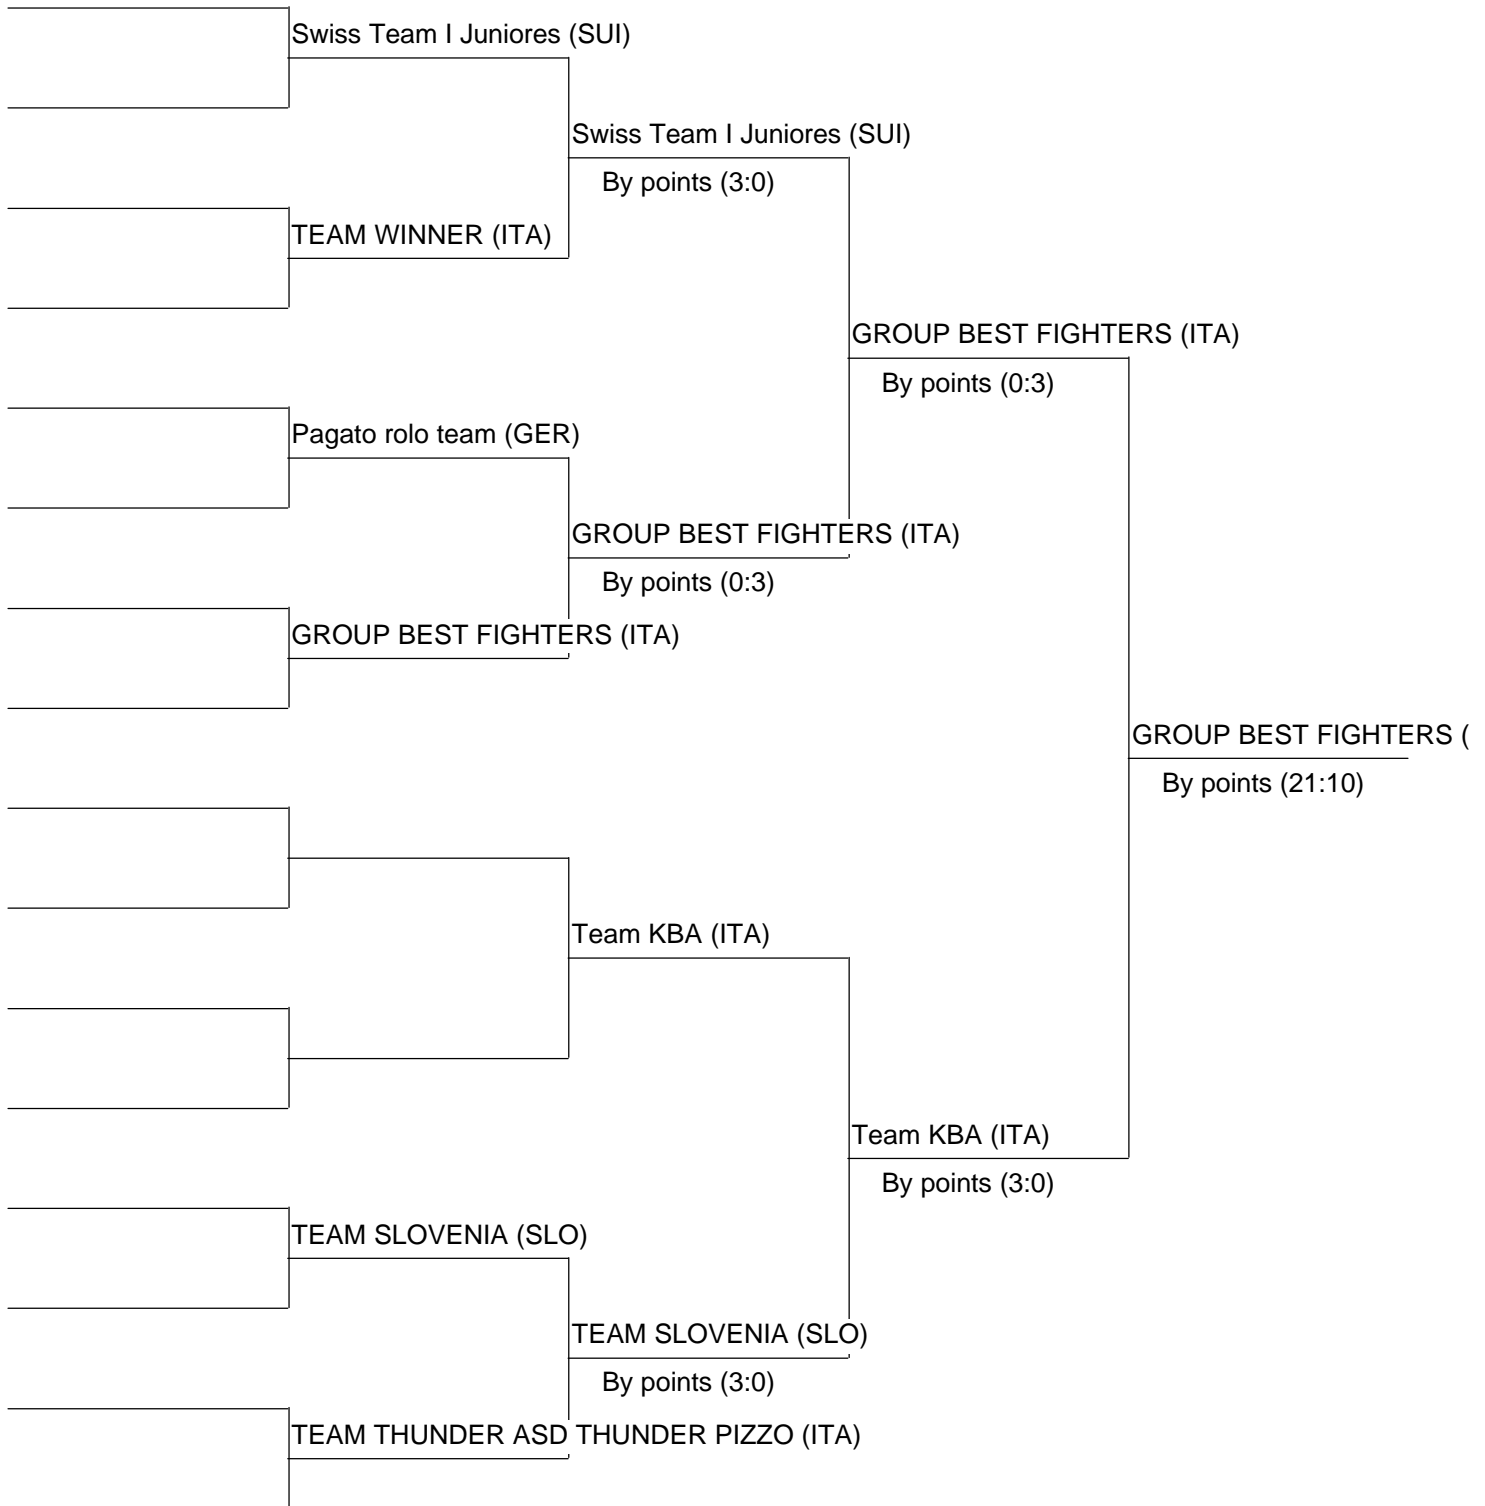 Swiss Team I Juniores (SUI)
Swiss Team I Juniores (SUI)
By points (3:0)
TEAM WINNER (ITA)
GROUP BEST FIGHTERS (ITA)
By points (0:3)
Pagato rolo team (GER)
GROUP BEST FIGHTERS (ITA)
By points (0:3)
GROUP BEST FIGHTERS (ITA)
GROUP BEST FIGHTERS (
By points (21:10)
Team KBA (ITA)
Team KBA (ITA)
By points (3:0)
TEAM SLOVENIA (SLO)
TEAM SLOVENIA (SLO)
By points (3:0)
TEAM THUNDER ASD THUNDER PIZZO (ITA)